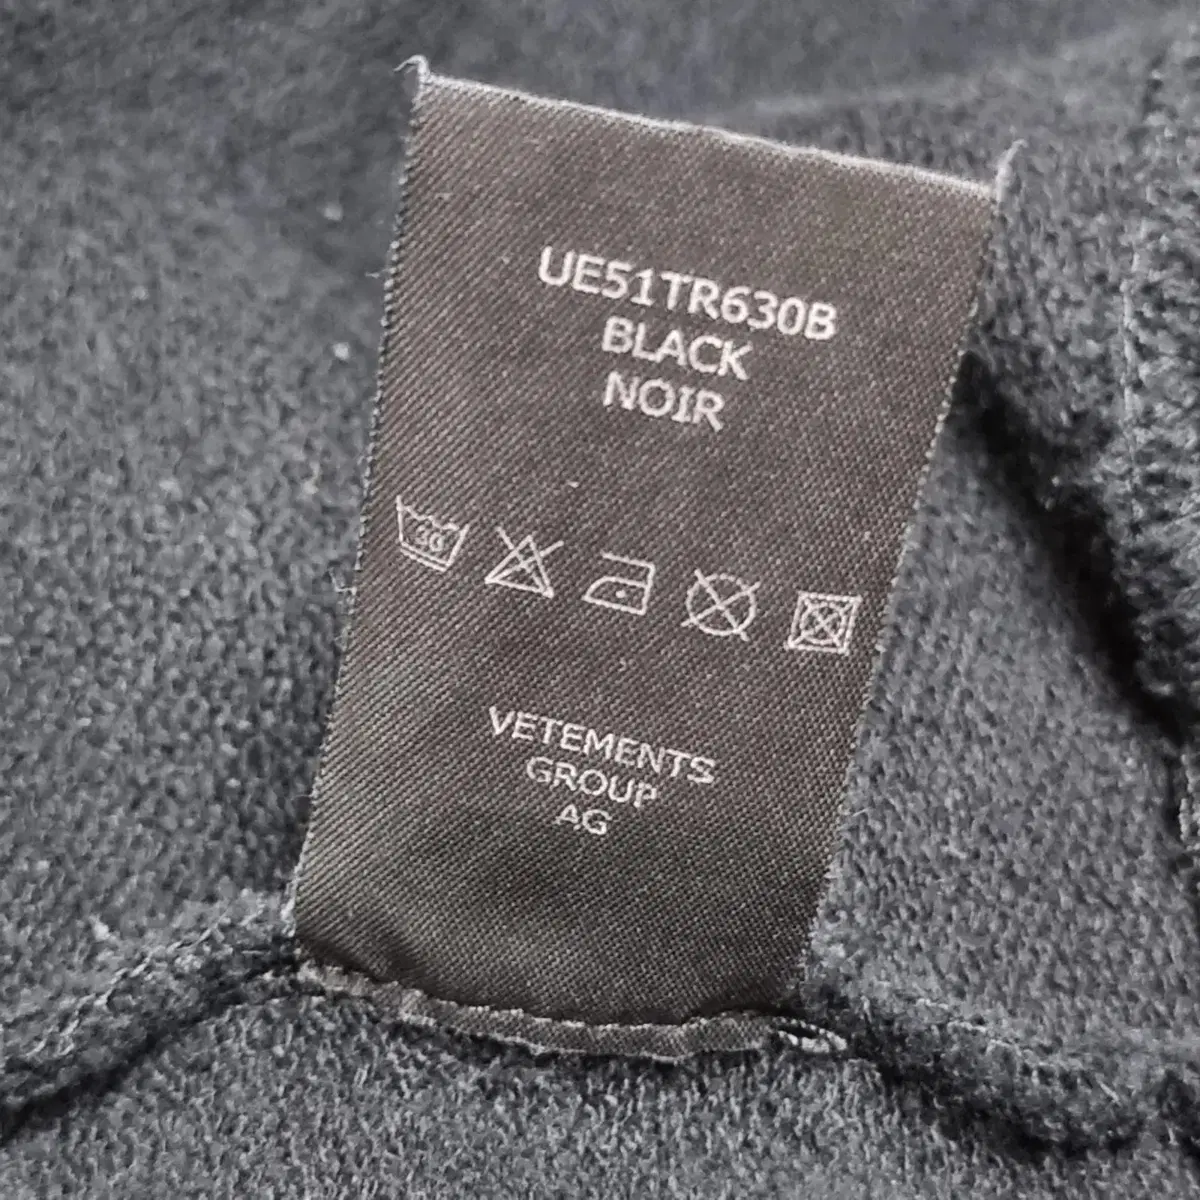 UE51TR630B
BLACK
NOIR
30
VETEMENTS
GROUP
AG